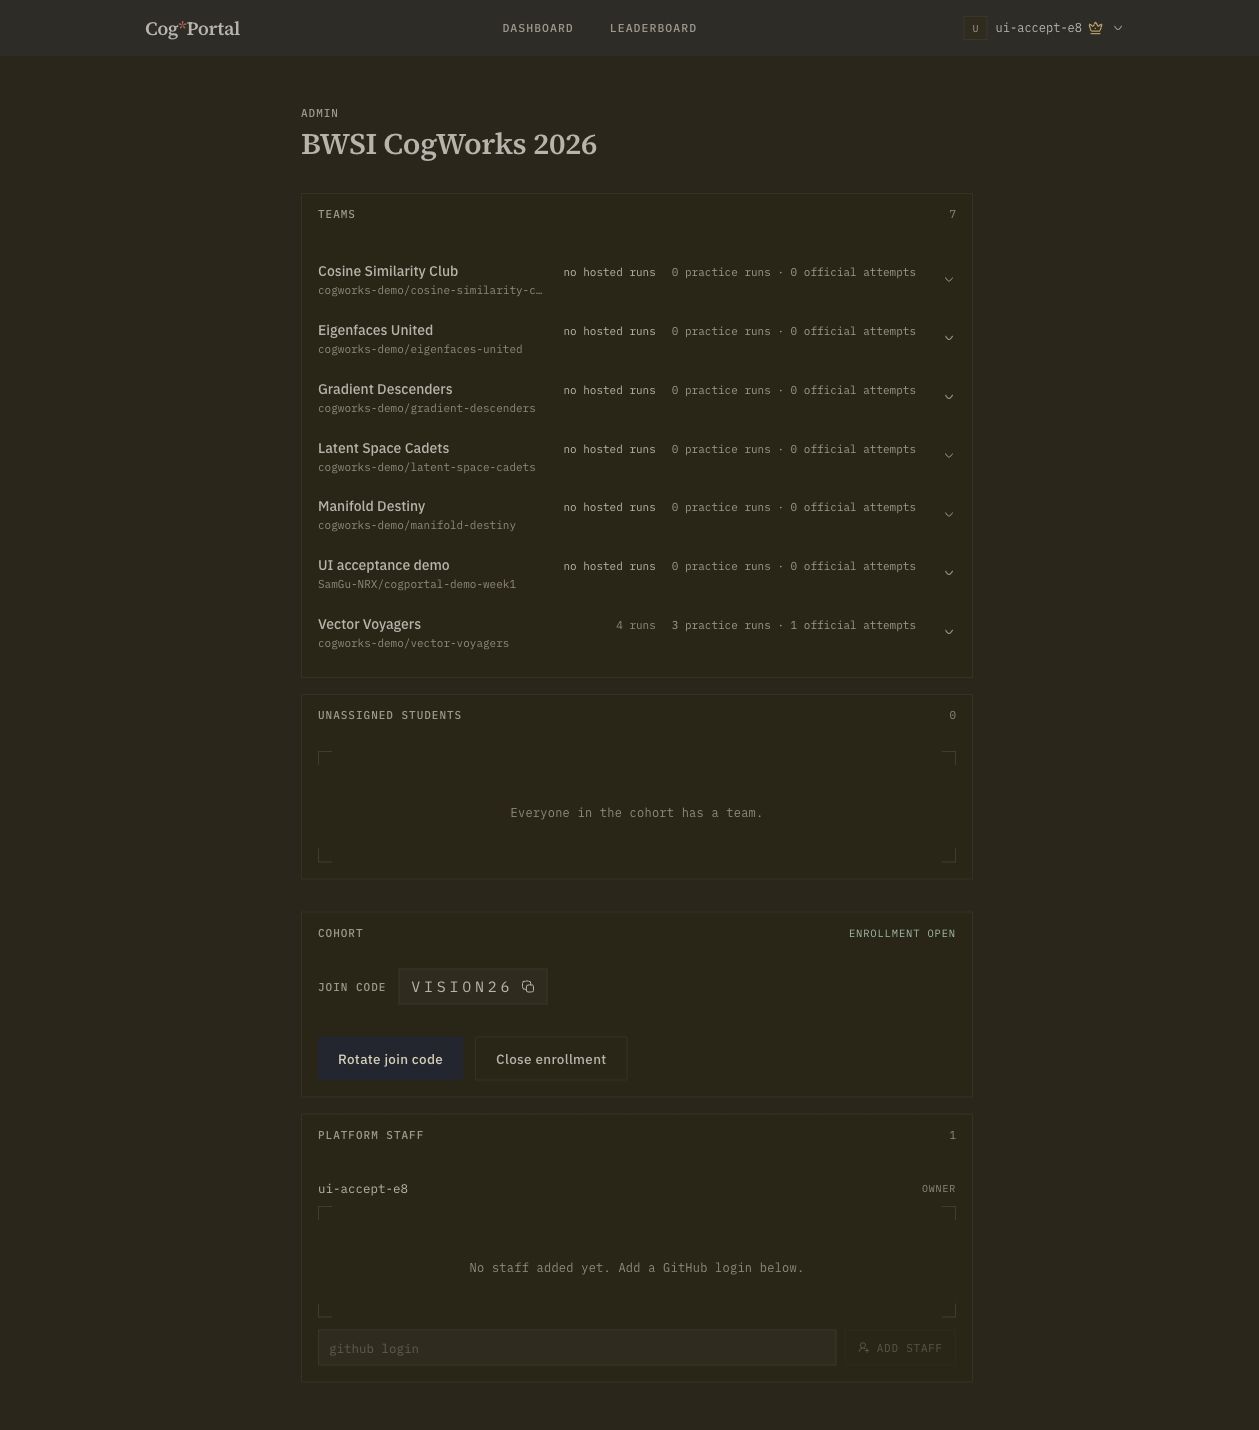 Cog*Portal DASHBOARD LEADERBOARD U ui-accept-e8
ADMIN
BWSI CogWorks 2026
TEAMS 7
Cosine Similarity Club no hosted runs 0 practice runs · 0 official attempts
cogworks-demo/cosine-similarity-c…
Eigenfaces United no hosted runs 0 practice runs · 0 official attempts
cogworks-demo/eigenfaces-united
Gradient Descenders no hosted runs 0 practice runs · 0 official attempts
cogworks-demo/gradient-descenders
Latent Space Cadets no hosted runs 0 practice runs · 0 official attempts
cogworks-demo/latent-space-cadets
Manifold Destiny no hosted runs 0 practice runs · 0 official attempts
cogworks-demo/manifold-destiny
UI acceptance demo no hosted runs 0 practice runs · 0 official attempts
SamGu-NRX/cogportal-demo-week1
Vector Voyagers 4 runs 3 practice runs · 1 official attempts
cogworks-demo/vector-voyagers
UNASSIGNED STUDENTS 0
Everyone in the cohort has a team.
COHORT ENROLLMENT OPEN
JOIN CODE VISION26
Rotate join code Close enrollment
PLATFORM STAFF 1
ui-accept-e8 OWNER
No staff added yet. Add a GitHub login below.
github login ADD STAFF